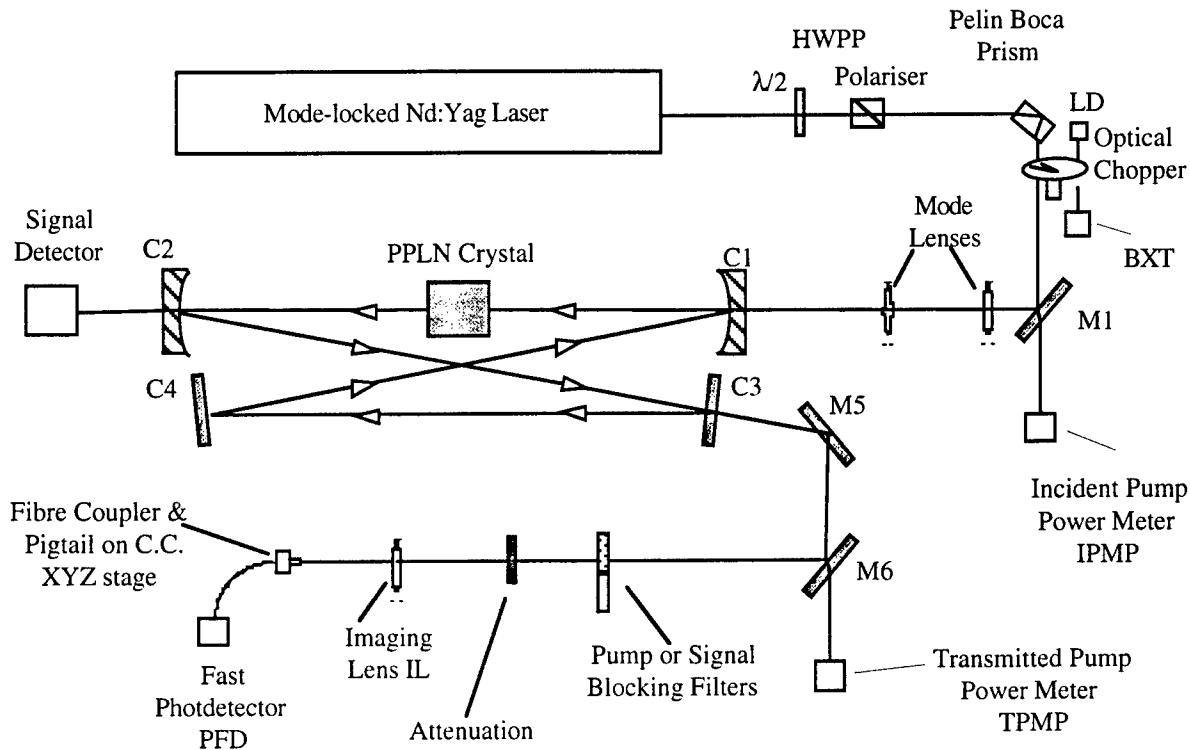 Mode-locked Nd:Yag Laser
HWPP
λ/2
Polariser
Pelin Boca
Prism
LD
Optical
Chopper
BXT
Signal
Detector
C2
PPLN Crystal
C1
Mode
Lenses
M1
C4
C3
M5
Incident Pump
Power Meter
IPMP
Fibre Coupler &
Pigtail on C.C.
XYZ stage
M6
Fast
Photdetector
PFD
Imaging
Lens IL
Attenuation
Pump or Signal
Blocking Filters
Transmitted Pump
Power Meter
TPMP